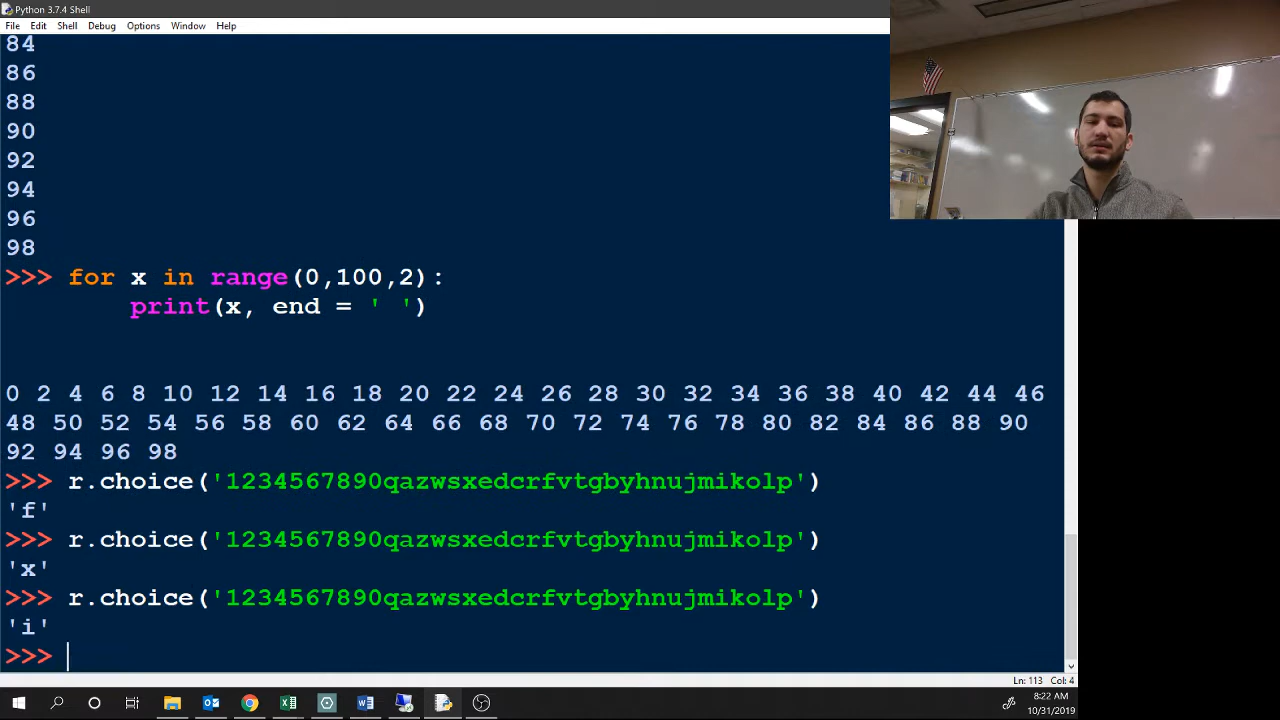 Python 3.7.4 Shell
File Edit Shell Debug Options Window Help
84
86
88
90
92
94
96
98
>>> for x in range(0,100,2):
        print(x, end = ' ')
0 2 4 6 8 10 12 14 16 18 20 22 24 26 28 30 32 34 36 38 40 42 44 46
48 50 52 54 56 58 60 62 64 66 68 70 72 74 76 78 80 82 84 86 88 90
92 94 96 98
>>> r.choice('1234567890qazwsxedcrfvtgbyhnujmikolp')
'f'
>>> r.choice('1234567890qazwsxedcrfvtgbyhnujmikolp')
'x'
>>> r.choice('1234567890qazwsxedcrfvtgbyhnujmikolp')
'i'
>>>
Ln: 113 Col: 4
8:22 AM
10/31/2019